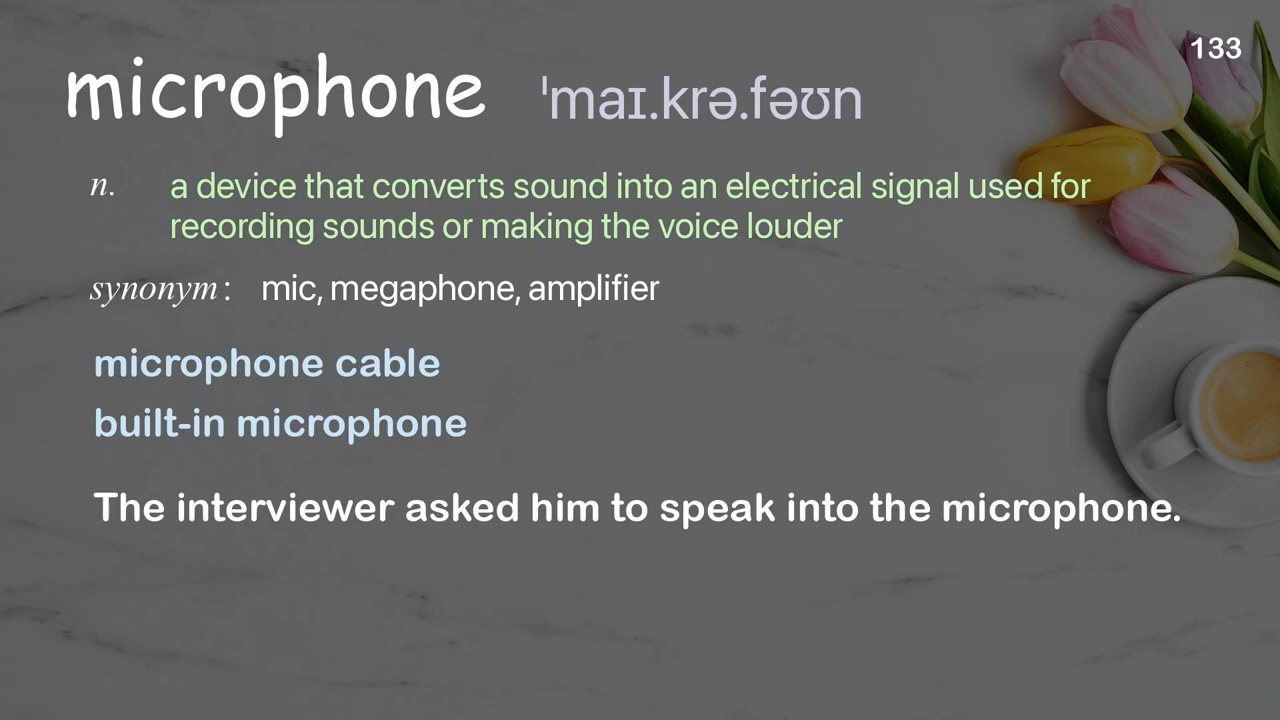 133
microphone ˈmaɪ.krə.fəʊn
n. a device that converts sound into an electrical signal used for
recording sounds or making the voice louder
synonym : mic, megaphone, amplifier
microphone cable
built-in microphone
The interviewer asked him to speak into the microphone.